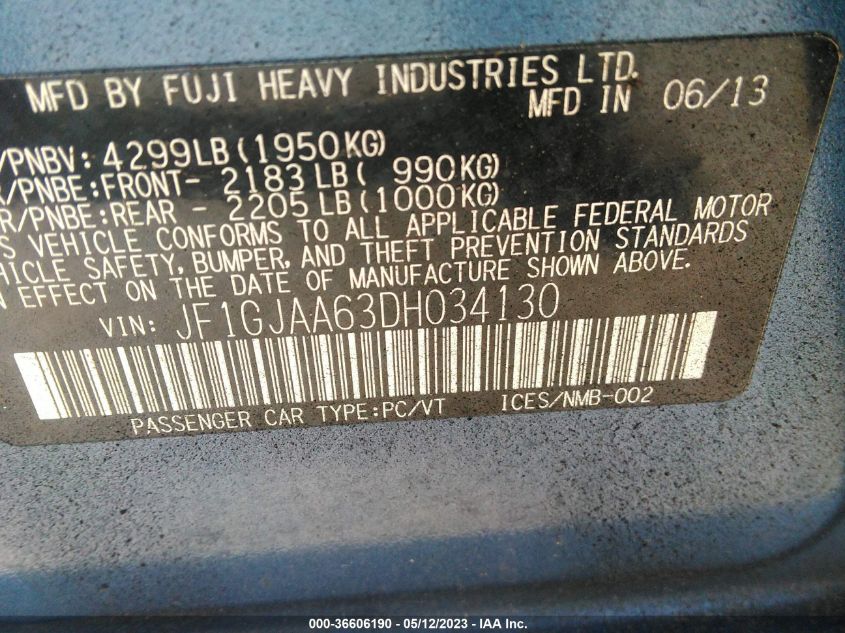 MFD BY FUJI HEAVY INDUSTRIES LTD.
MFD IN 06/13
/PNBV: 4299LB (1950KG)
/PNBE:FRONT- 2183 LB ( 990KG)
R/PNBE:REAR - 2205 LB (1000KG)
VEHICLE CONFORMS TO ALL APPLICABLE FEDERAL MOTOR
SAFETY, BUMPER, AND THEFT PREVENTION STANDARDS
EFFECT ON THE DATE OF MANUFACTURE SHOWN ABOVE.
VIN: JF1GJAA63DH034130
PASSENGER CAR TYPE:PC/VT ICES/NMB-002
000-36606190 - 05/12/2023 - IAA Inc.